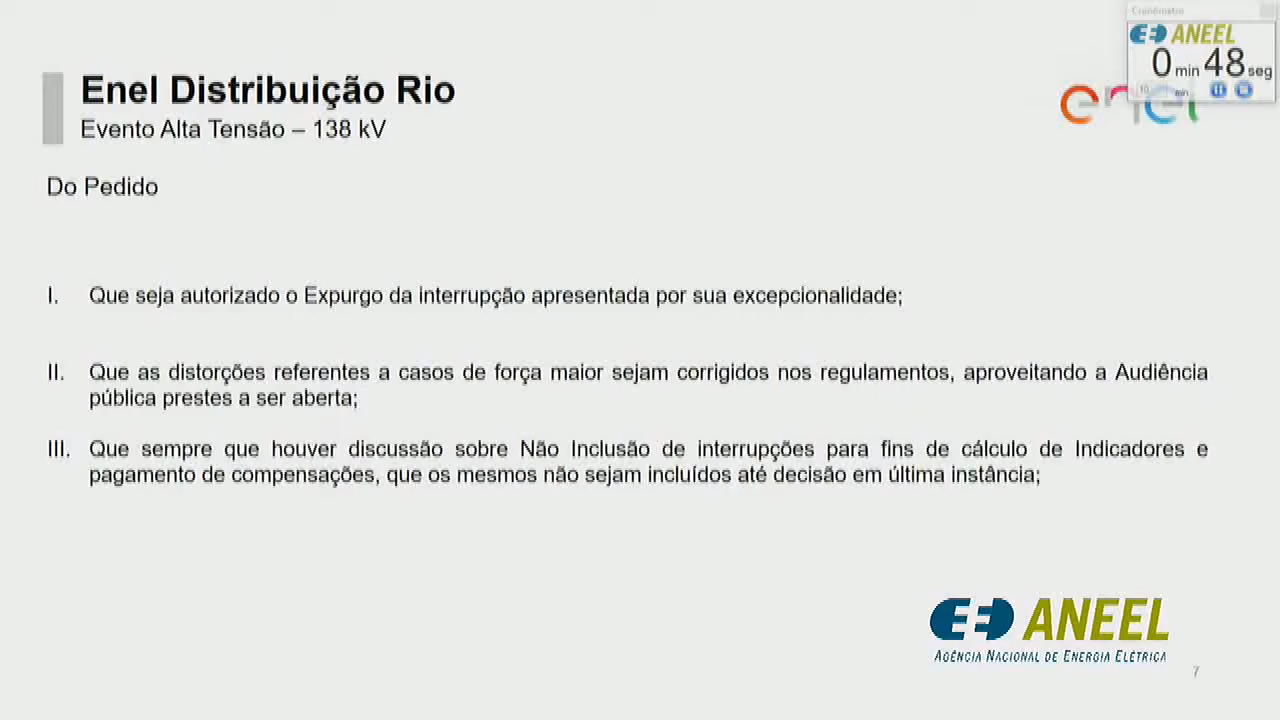 Cronômetro
ANEEL
0 min 48 seg
10 min
enel
Enel Distribuição Rio
Evento Alta Tensão – 138 kV
Do Pedido
I. Que seja autorizado o Expurgo da interrupção apresentada por sua excepcionalidade;
II. Que as distorções referentes a casos de força maior sejam corrigidos nos regulamentos, aproveitando a Audiência
pública prestes a ser aberta;
III. Que sempre que houver discussão sobre Não Inclusão de interrupções para fins de cálculo de Indicadores e
pagamento de compensações, que os mesmos não sejam incluídos até decisão em última instância;
ANEEL
AGÊNCIA NACIONAL DE ENERGIA ELÉTRICA
7